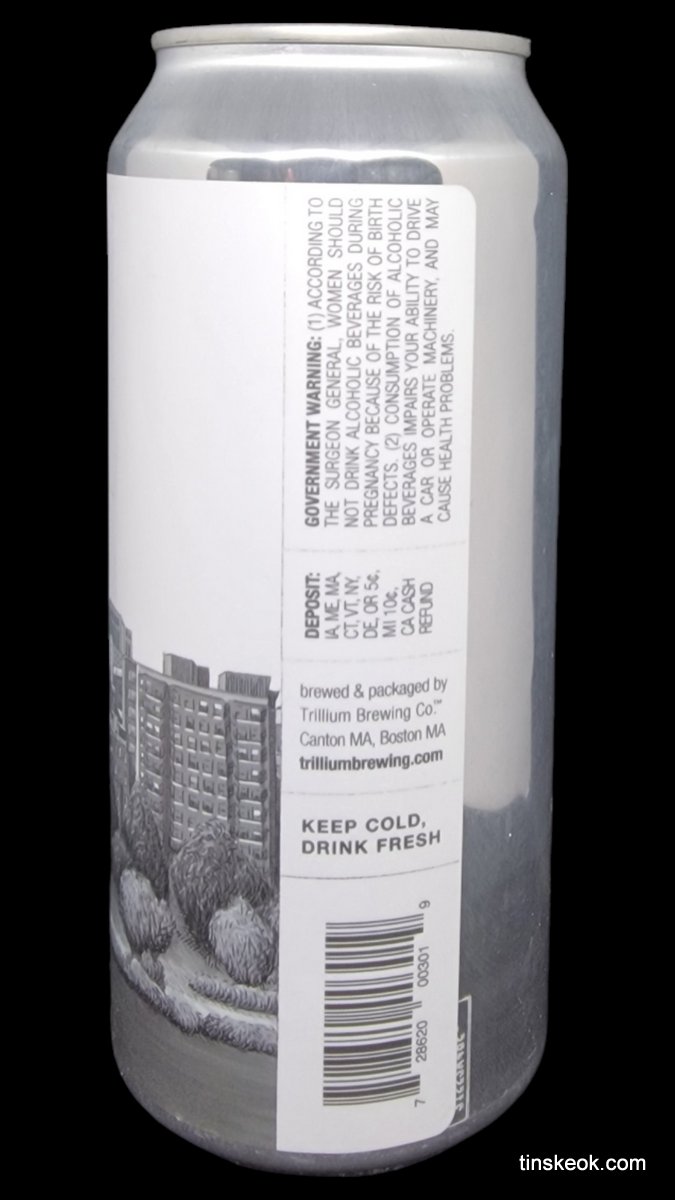 GOVERNMENT WARNING: (1) ACCORDING TO
THE SURGEON GENERAL, WOMEN SHOULD
NOT DRINK ALCOHOLIC BEVERAGES DURING
PREGNANCY BECAUSE OF THE RISK OF BIRTH
DEFECTS. (2) CONSUMPTION OF ALCOHOLIC
BEVERAGES IMPAIRS YOUR ABILITY TO DRIVE
A CAR OR OPERATE MACHINERY, AND MAY
CAUSE HEALTH PROBLEMS.
DEPOSIT:
IA, ME, MA,
CT, VT, NY,
DE, OR 5¢,
MI 10¢,
CA CASH
REFUND
brewed & packaged by
Trillium Brewing Co.™
Canton MA, Boston MA
trilliumbrewing.com
KEEP COLD,
DRINK FRESH
7 28620 00301 9
tinskeok.com